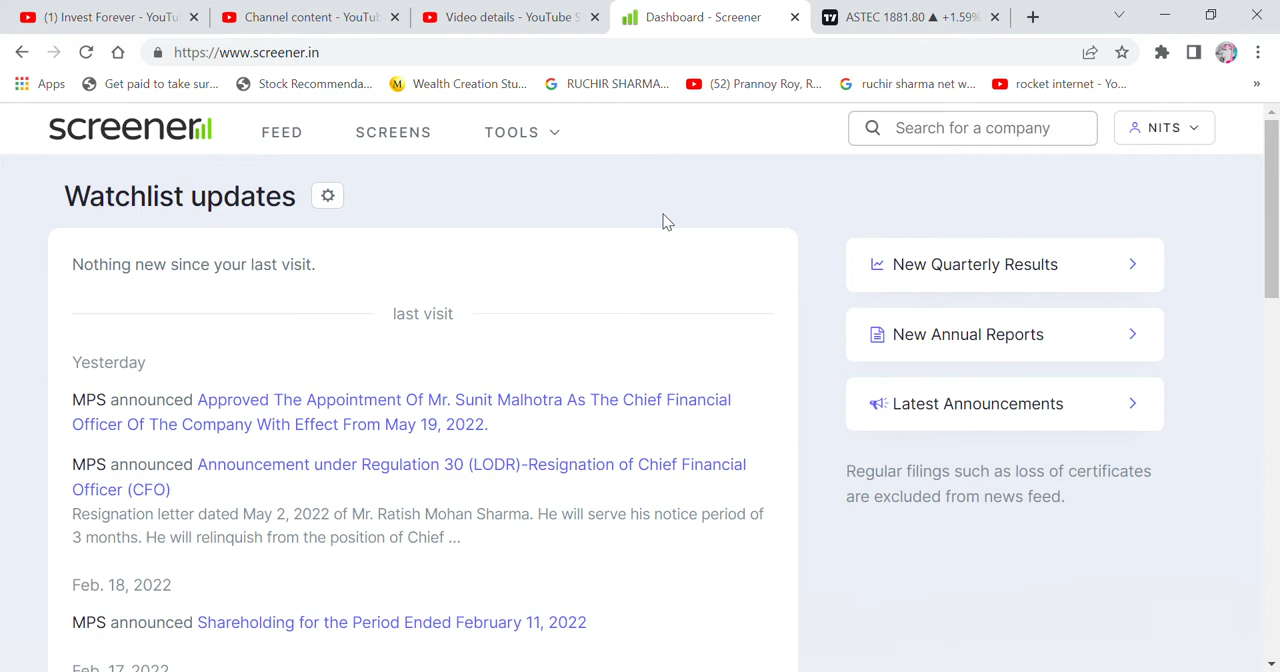 (1) Invest Forever - YouTu
Channel content - YouTub
Video details - YouTube S
Dashboard - Screener
ASTEC 1881.80 ▲ +1.59%
https://www.screener.in
Apps
Get paid to take sur...
Stock Recommenda...
Wealth Creation Stu...
RUCHIR SHARMA...
(52) Prannoy Roy, R...
ruchir sharma net w...
rocket internet - Yo...
»
screener
FEED
SCREENS
TOOLS
Search for a company
NITS
Watchlist updates
Nothing new since your last visit.
last visit
Yesterday
MPS announced Approved The Appointment Of Mr. Sunit Malhotra As The Chief Financial
Officer Of The Company With Effect From May 19, 2022.
MPS announced Announcement under Regulation 30 (LODR)-Resignation of Chief Financial
Officer (CFO)
Resignation letter dated May 2, 2022 of Mr. Ratish Mohan Sharma. He will serve his notice period of
3 months. He will relinquish from the position of Chief ...
Feb. 18, 2022
MPS announced Shareholding for the Period Ended February 11, 2022
Feb. 17, 2022
New Quarterly Results
New Annual Reports
Latest Announcements
Regular filings such as loss of certificates
are excluded from news feed.